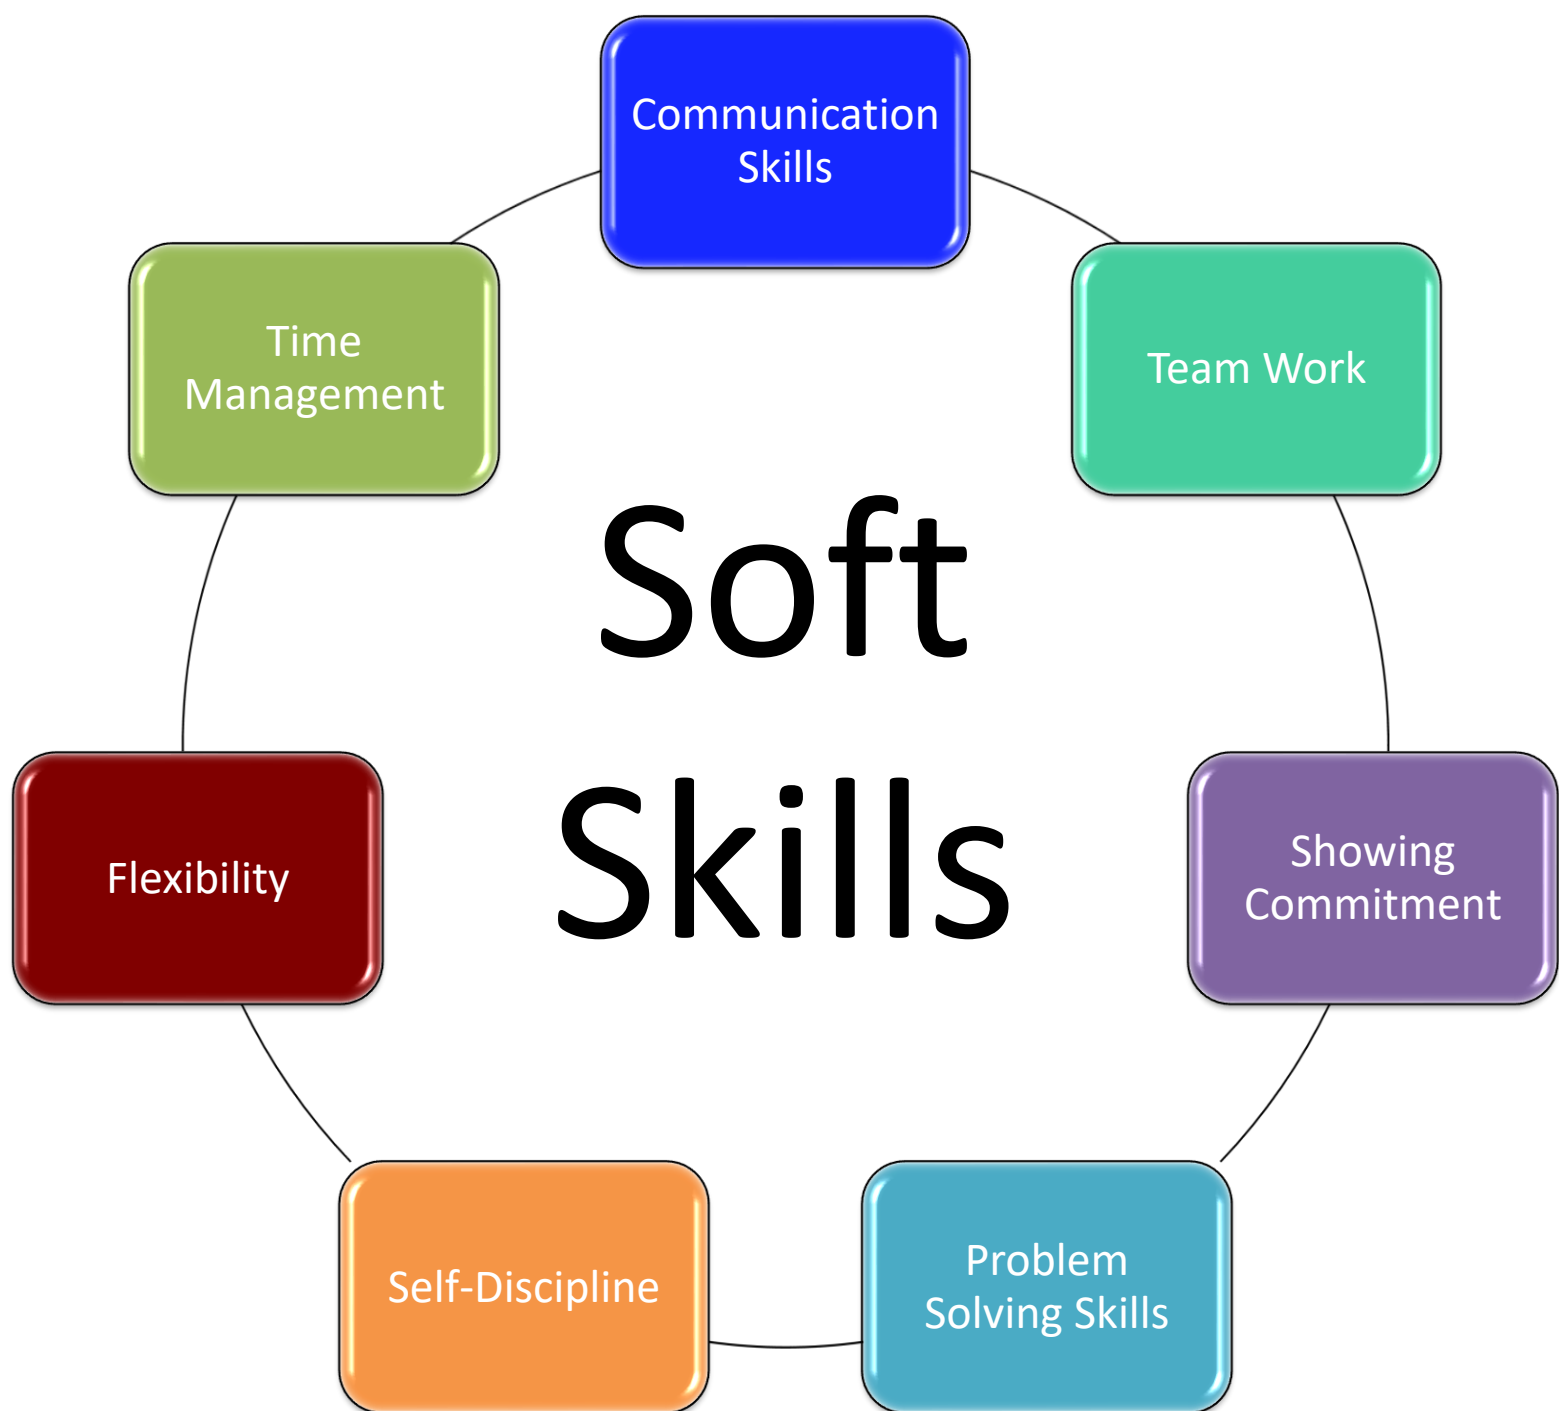 Communication
Skills
Time
Management
Team Work
Soft
Skills
Flexibility
Showing
Commitment
Self-Discipline
Problem
Solving Skills